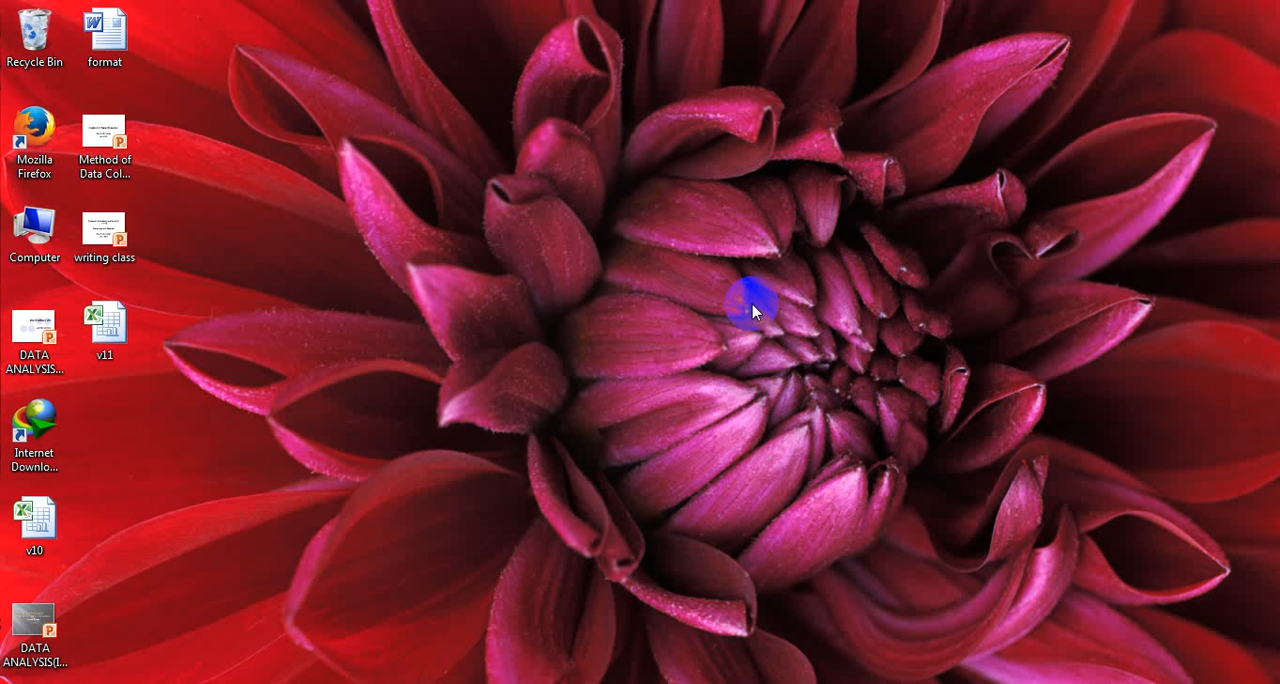 Recycle Bin
format
Mozilla
Firefox
Method of
Data Col...
Computer
writing class
DATA
ANALYSIS...
v11
Internet
Downlo...
v10
DATA
ANALYSIS(I...